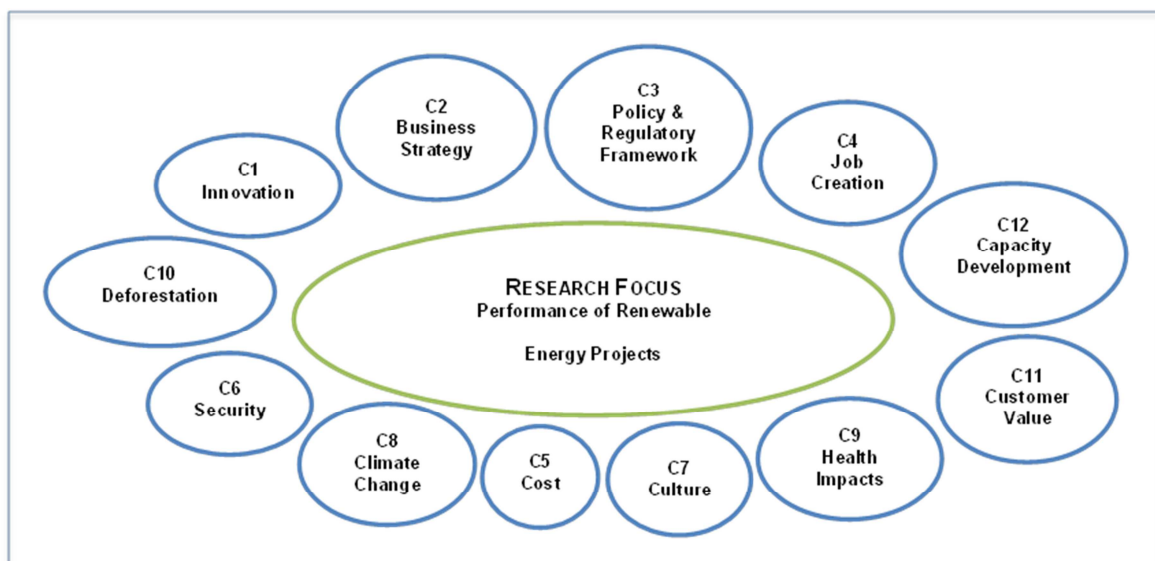 C3
Policy &
Regulatory
Framework
C2
Business
Strategy
C4
Job
Creation
C1
Innovation
C12
Capacity
Development
C10
Deforestation
RESEARCH FOCUS
Performance of Renewable
Energy Projects
C6
Security
C11
Customer
Value
C8
Climate
Change
C5
Cost
C7
Culture
C9
Health
Impacts